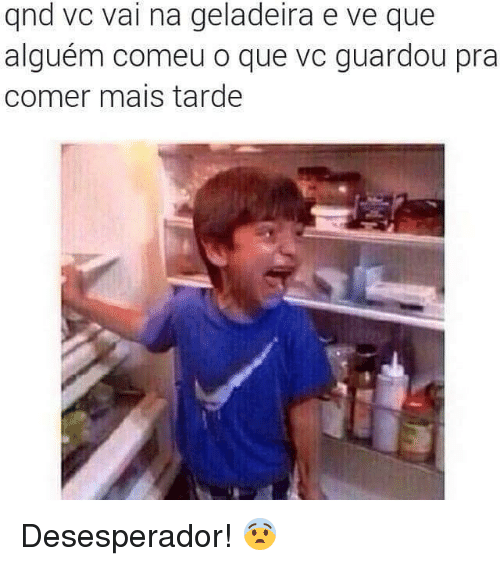 qnd vc vai na geladeira e ve que
alguém comeu o que vc guardou pra
comer mais tarde
Desesperador! 😨